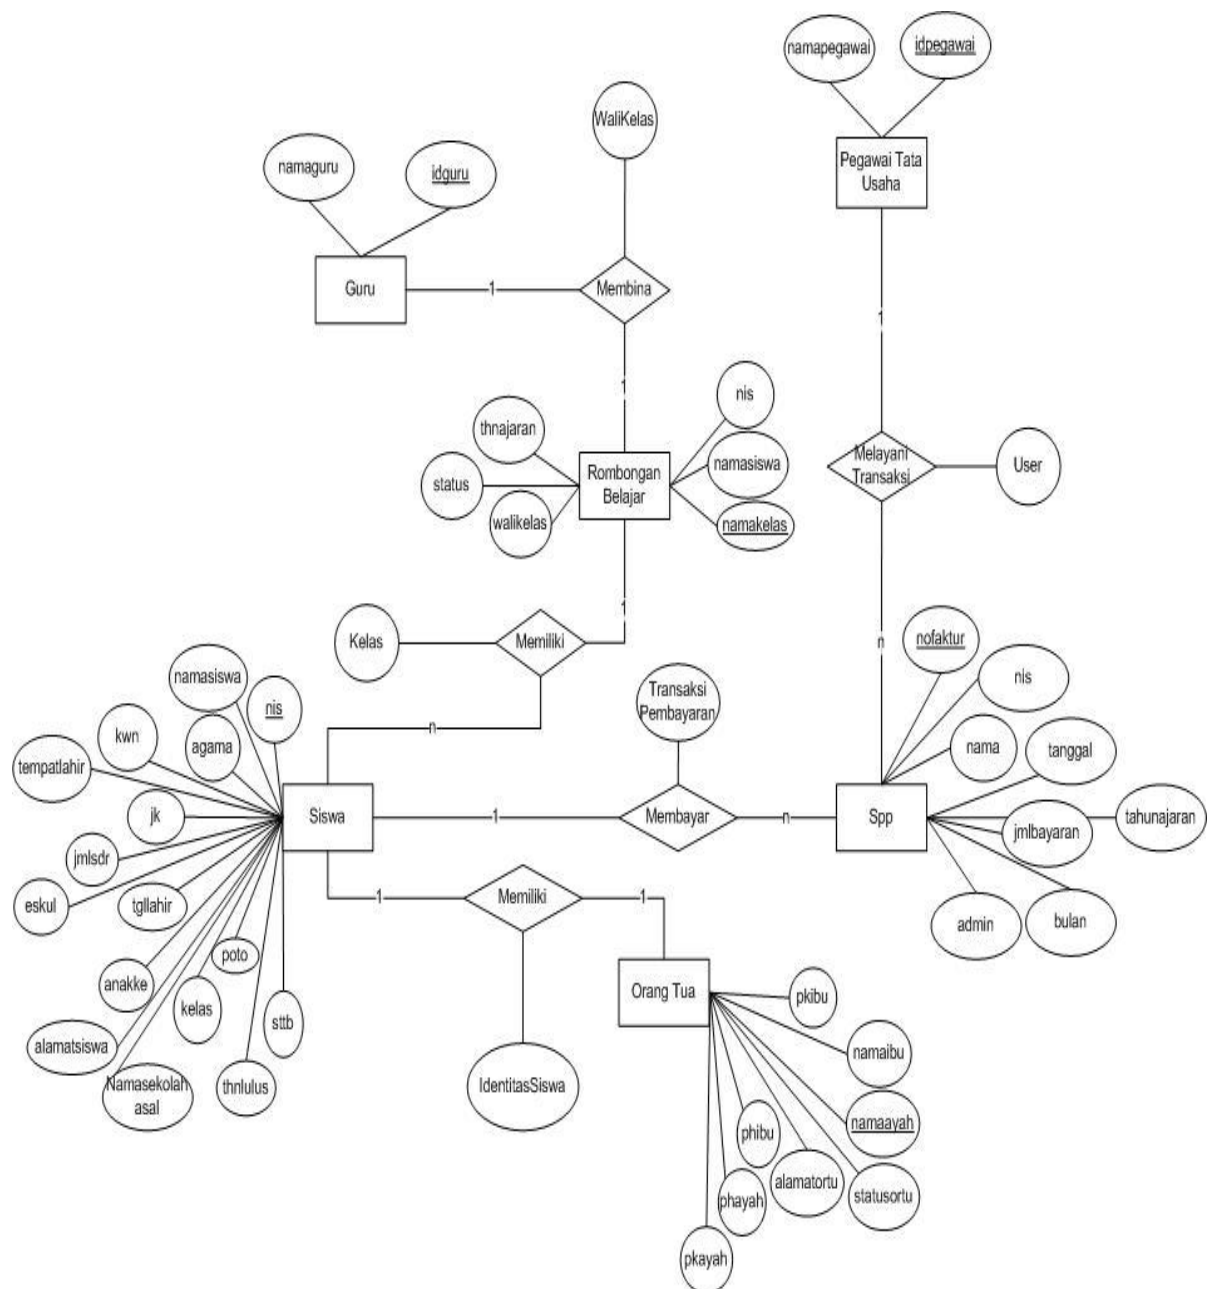 namapegawai
idpegawai
WaliKelas
Pegawai Tata
Usaha
namaguru
idguru
Guru
1
Membina
1
1
nis
thnajaran
Rombongan
Belajar
namasiswa
status
walikelas
namakelas
Melayani
Transaksi
User
1
Kelas
Memiliki
n
nofaktur
nis
namasiswa
nis
Transaksi
Pembayaran
kwn
agama
n
nama
tanggal
tempatlahir
jk
Siswa
1
Membayar
n
Spp
jmlbayaran
tahunajaran
jmlsdr
eskul
tgllahir
1
Memiliki
1
admin
bulan
poto
anakke
kelas
sttb
Orang Tua
pkibu
alamatsiswa
namaibu
Namasekolah
asal
thnlulus
IdentitasSiswa
namaayah
phibu
alamatortu
statusortu
phayah
pkayah